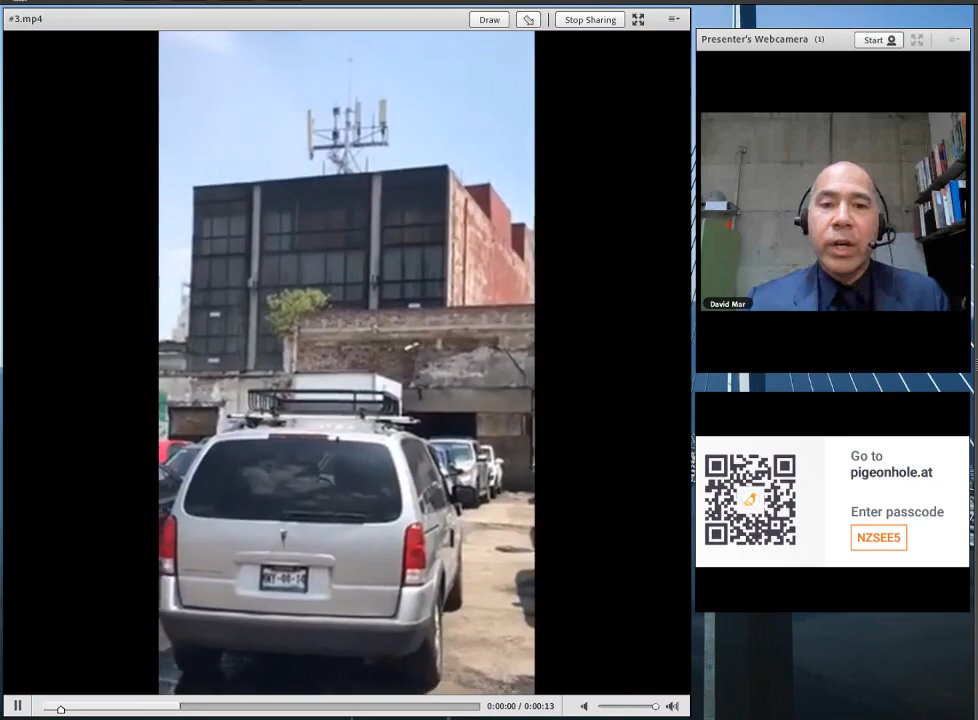 #3.mp4
Draw
Stop Sharing
0:00:00 / 0:00:13
Presenter's Webcamera (1)
Start
David Mar
Go to
pigeonhole.at
Enter passcode
NZSEE5